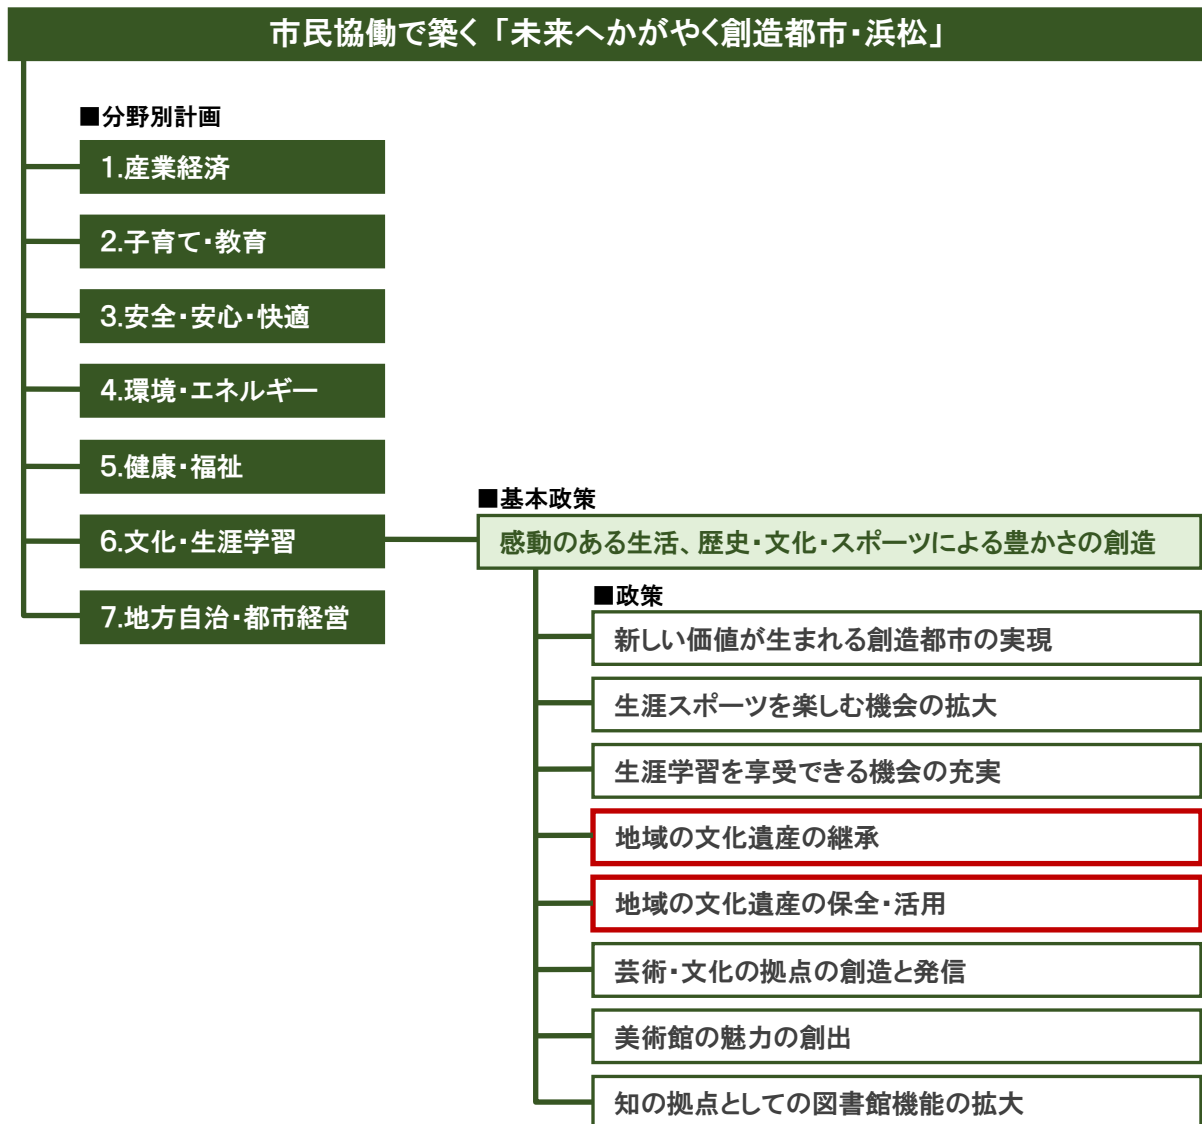 市民協働で築く「未来へかがやく創造都市・浜松」
■分野別計画
1.産業経済
2.子育て・教育
3.安全・安心・快適
4.環境・エネルギー
5.健康・福祉
6.文化・生涯学習
7.地方自治・都市経営
■基本政策
感動のある生活、歴史・文化・スポーツによる豊かさの創造
■政策
新しい価値が生まれる創造都市の実現
生涯スポーツを楽しむ機会の拡大
生涯学習を享受できる機会の充実
地域の文化遺産の継承
地域の文化遺産の保全・活用
芸術・文化の拠点の創造と発信
美術館の魅力の創出
知の拠点としての図書館機能の拡大